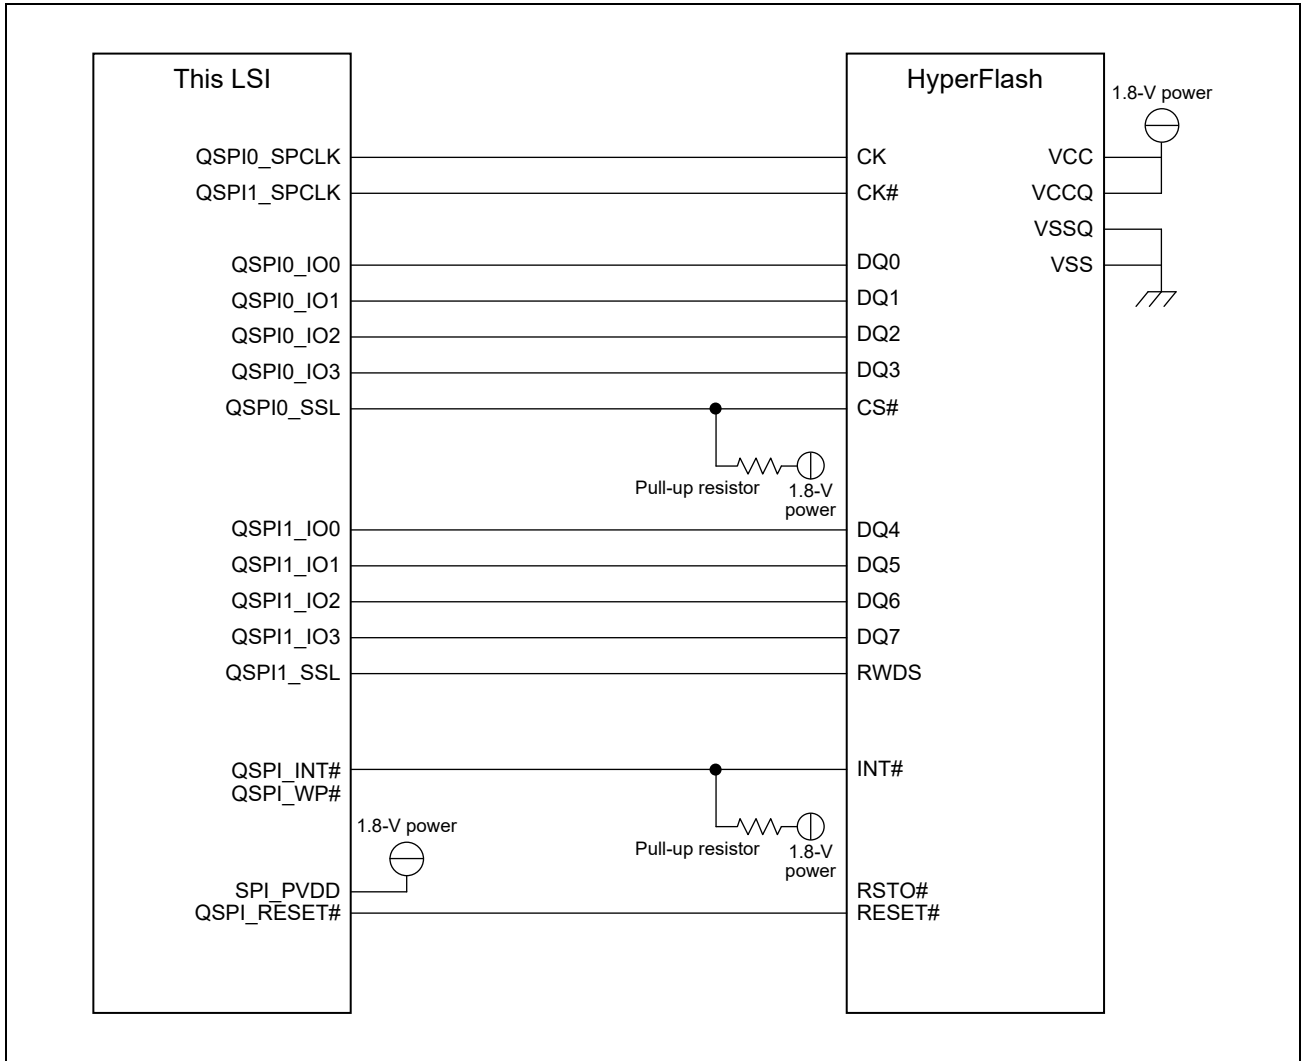 This LSI
HyperFlash
1.8-V power
QSPI0_SPCLK
CK
VCC
QSPI1_SPCLK
CK#
VCCQ
VSSQ
QSPI0_IO0
DQ0
VSS
QSPI0_IO1
DQ1
QSPI0_IO2
DQ2
QSPI0_IO3
DQ3
QSPI0_SSL
CS#
Pull-up resistor
1.8-V
power
QSPI1_IO0
DQ4
QSPI1_IO1
DQ5
QSPI1_IO2
DQ6
QSPI1_IO3
DQ7
QSPI1_SSL
RWDS
QSPI_INT#
INT#
QSPI_WP#
1.8-V power
Pull-up resistor
1.8-V
power
SPI_PVDD
RSTO#
QSPI_RESET#
RESET#